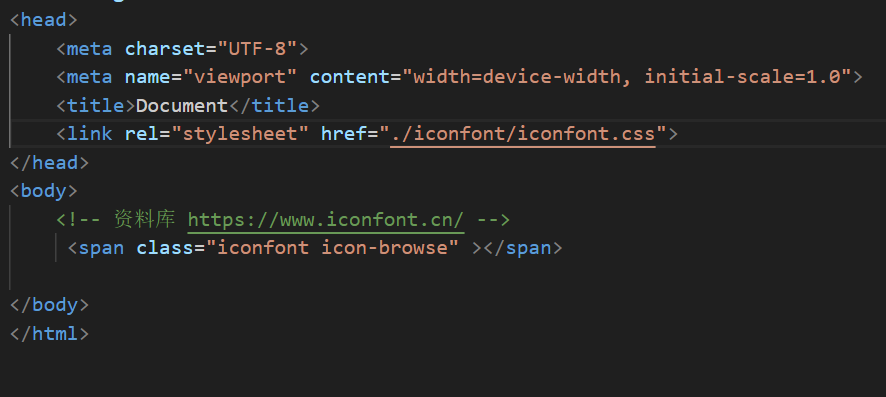 <head>
<meta charset="UTF-8">
<meta name="viewport" content="width=device-width, initial-scale=1.0">
<title>Document</title>
<link rel="stylesheet" href="./iconfont/iconfont.css">
</head>
<body>
<!-- 资料库 https://www.iconfont.cn/ -->
<span class="iconfont icon-browse" ></span>
</body>
</html>